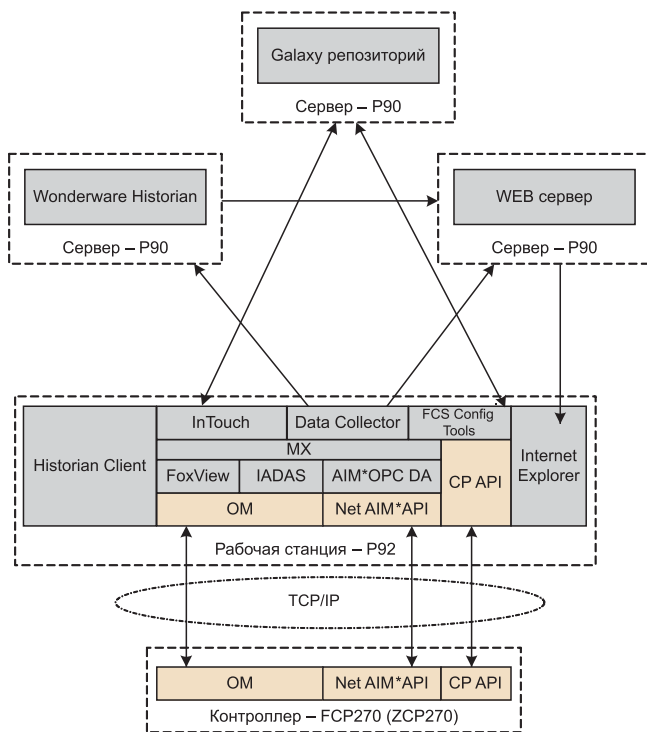 Galaxy репозиторий
Сервер – P90
Wonderware Historian
Сервер – P90
WEB сервер
Сервер – P90
Historian Client
InTouch
Data Collector
FCS Config
Tools
Internet
Explorer
MX
FoxView
IADAS
AIM*OPC DA
CP API
OM
Net AIM*API
Рабочая станция – P92
TCP/IP
OM
Net AIM*API
CP API
Контроллер – FCP270 (ZCP270)